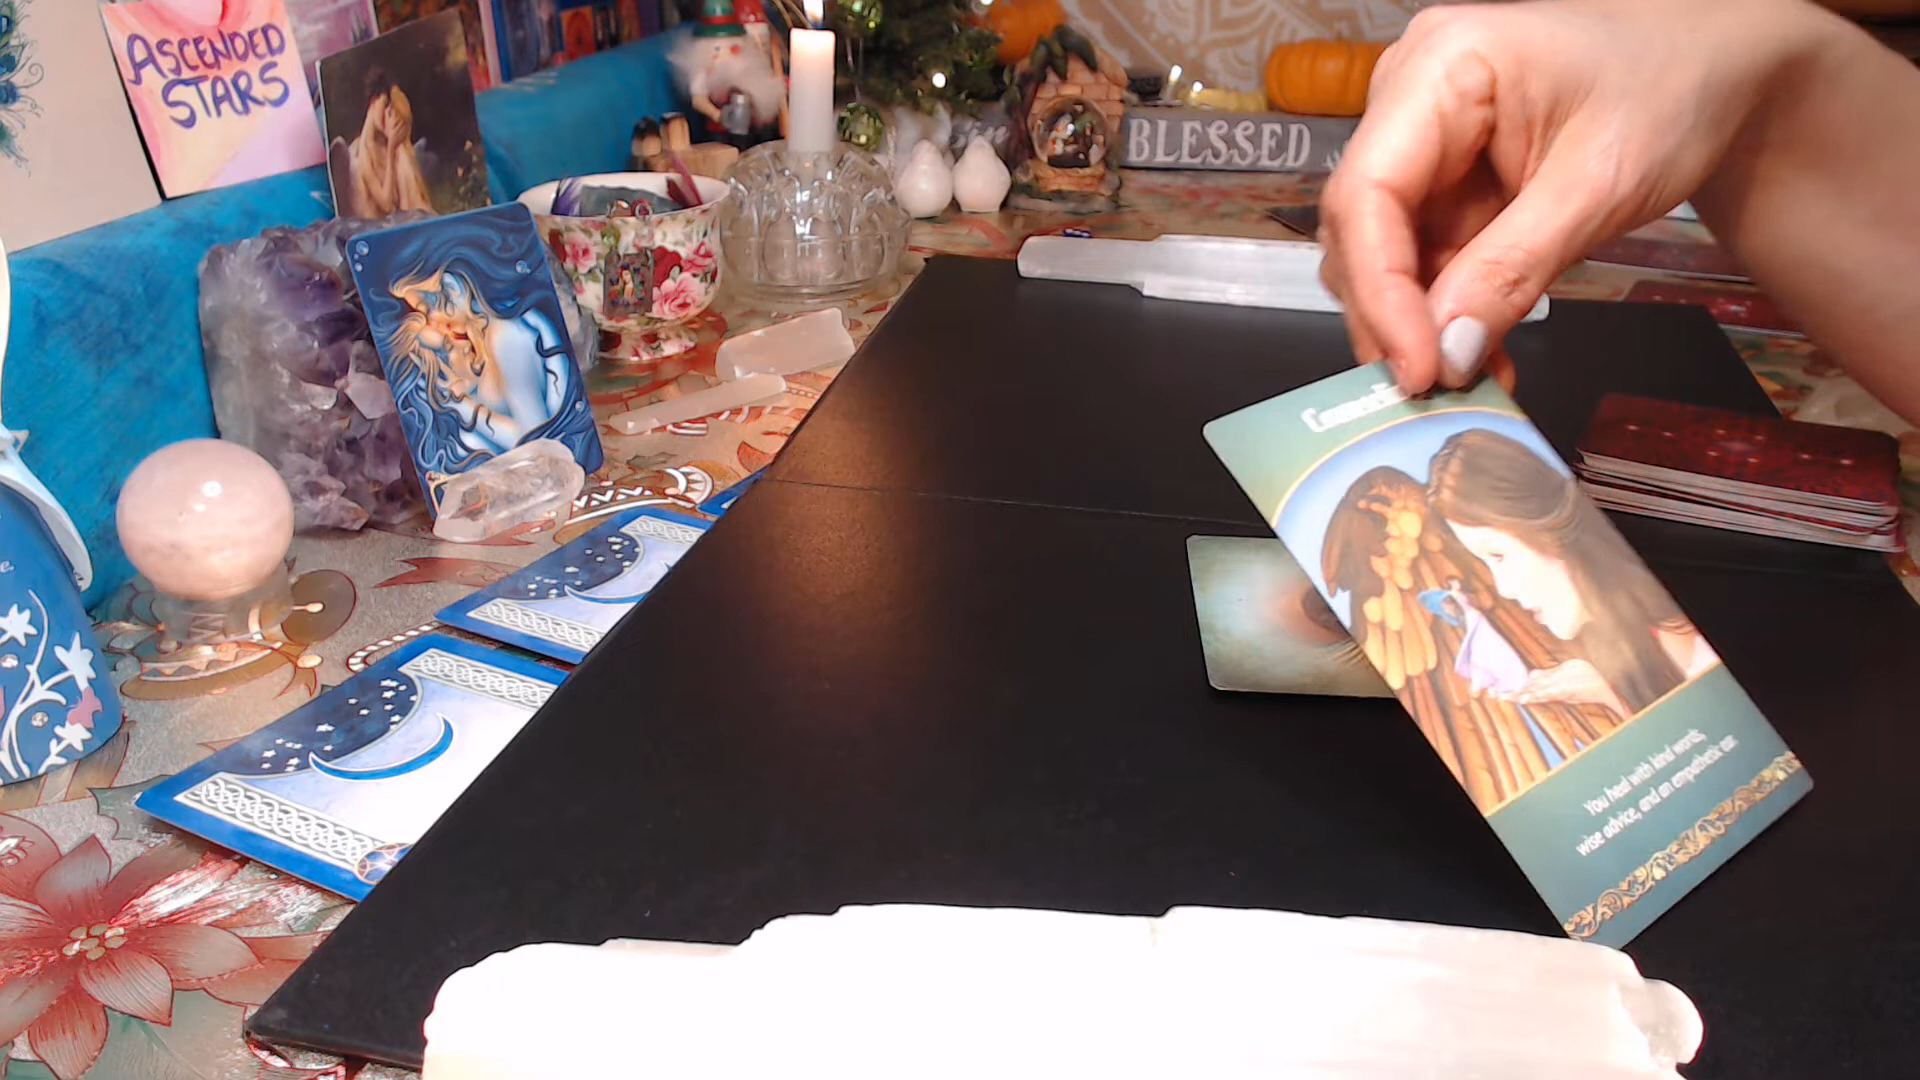 ASCENDED
STARS
BLESSED
You heal with kind words,
wise advice, and an empathetic ear.